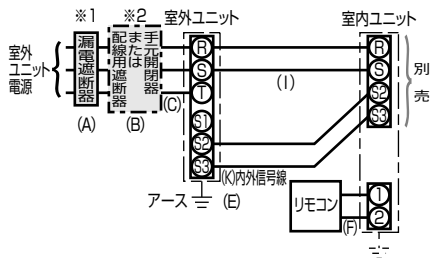 ※1
※2
室外ユニット
室内ユニット
室外
ユニット
電源
漏電遮断器
手元開閉器
または
配線用遮断器
R
S
T
S1
S2
S3
R
S
S2
S3
別売
(A)
(B)
(C)
(I)
(K)内外信号線
(E)
アース
リモコン
(F)
1
2